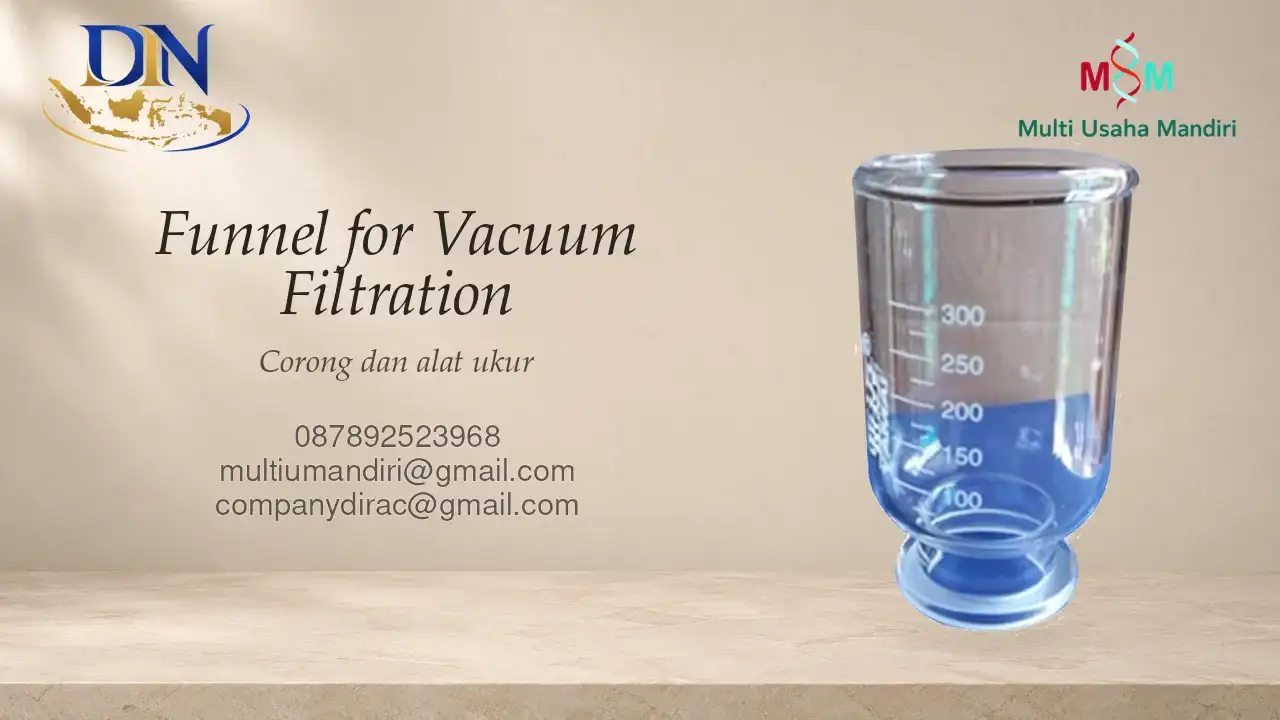 DN
MSM
Multi Usaha Mandiri
Funnel for Vacuum
Filtration
Corong dan alat ukur
087892523968
multiumandiri@gmail.com
companydirac@gmail.com
300
250
200
150
100